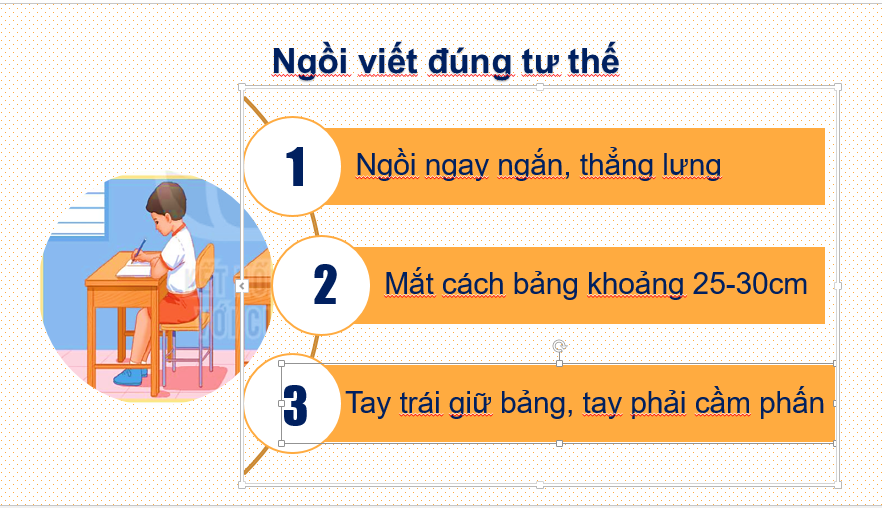 Ngồi viết đúng tư thế
1
Ngồi ngay ngắn, thẳng lưng
2
Mắt cách bảng khoảng 25-30cm
3
Tay trái giữ bảng, tay phải cầm phấn